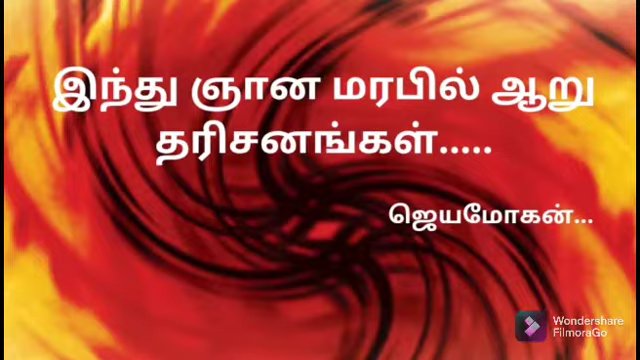 இந்து ஞான மரபில் ஆறு
தரிசனங்கள்.....
ஜெயமோகன்...
Wondershare
FilmoraGo